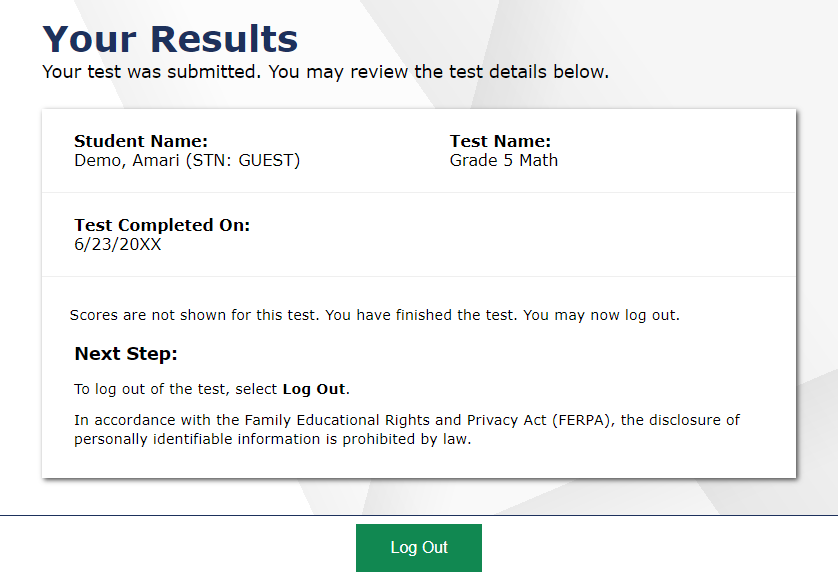 Your Results
Your test was submitted. You may review the test details below.
Student Name:
Demo, Amari (STN: GUEST)
Test Name:
Grade 5 Math
Test Completed On:
6/23/20XX
Scores are not shown for this test. You have finished the test. You may now log out.
Next Step:
To log out of the test, select Log Out.
In accordance with the Family Educational Rights and Privacy Act (FERPA), the disclosure of
personally identifiable information is prohibited by law.
Log Out